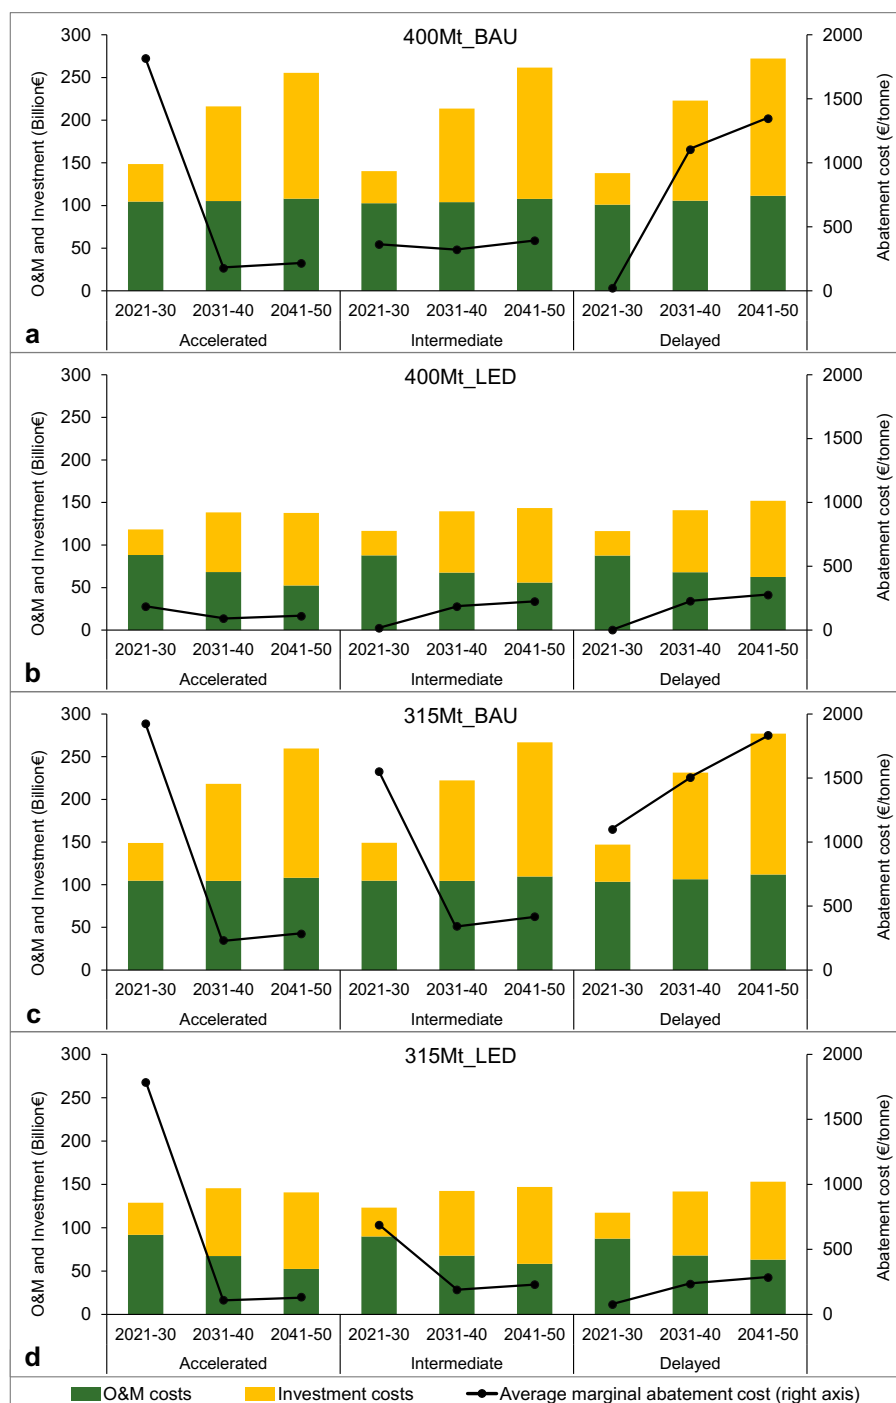 400Mt_BAU
O&M and Investment (Billion€)
Abatement cost (€/tonne)
300
250
200
150
100
50
0
2000
1500
1000
500
0
2021-30 2031-40 2041-50 2021-30 2031-40 2041-50 2021-30 2031-40 2041-50
Accelerated Intermediate Delayed
a
400Mt_LED
O&M and Investment (Billion€)
Abatement cost (€/tonne)
300
250
200
150
100
50
0
2000
1500
1000
500
0
2021-30 2031-40 2041-50 2021-30 2031-40 2041-50 2021-30 2031-40 2041-50
Accelerated Intermediate Delayed
b
315Mt_BAU
O&M and Investment (Billion€)
Abatement cost (€/tonne)
300
250
200
150
100
50
0
2000
1500
1000
500
0
2021-30 2031-40 2041-50 2021-30 2031-40 2041-50 2021-30 2031-40 2041-50
Accelerated Intermediate Delayed
c
315Mt_LED
O&M and Investment (Billion€)
Abatement cost (€/tonne)
300
250
200
150
100
50
0
2000
1500
1000
500
0
2021-30 2031-40 2041-50 2021-30 2031-40 2041-50 2021-30 2031-40 2041-50
Accelerated Intermediate Delayed
d
O&M costs Investment costs Average marginal abatement cost (right axis)